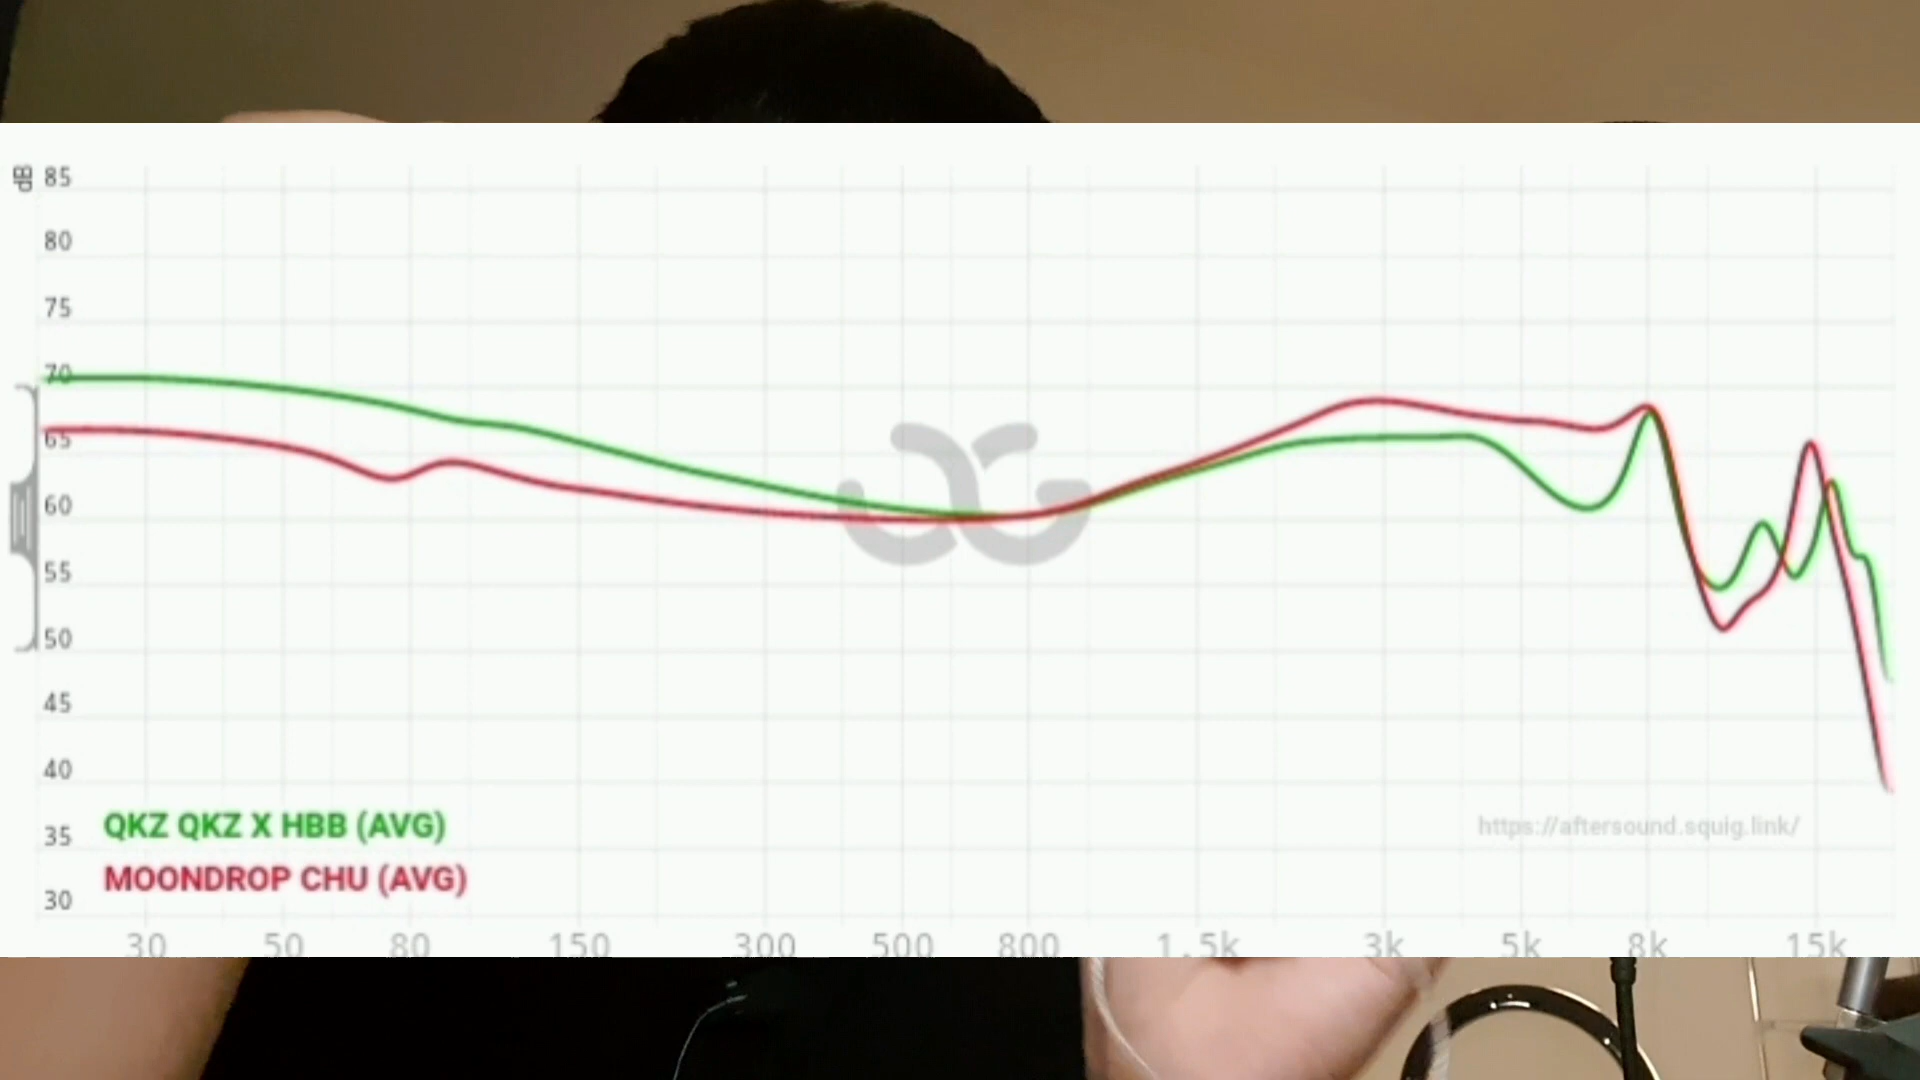 dB
85
80
75
70
65
60
55
50
45
40
35
30
QKZ QKZ X HBB (AVG)
MOONDROP CHU (AVG)
https://aftersound.squig.link/
30 50 80 150 300 500 800 1.5k 3k 5k 8k 15k